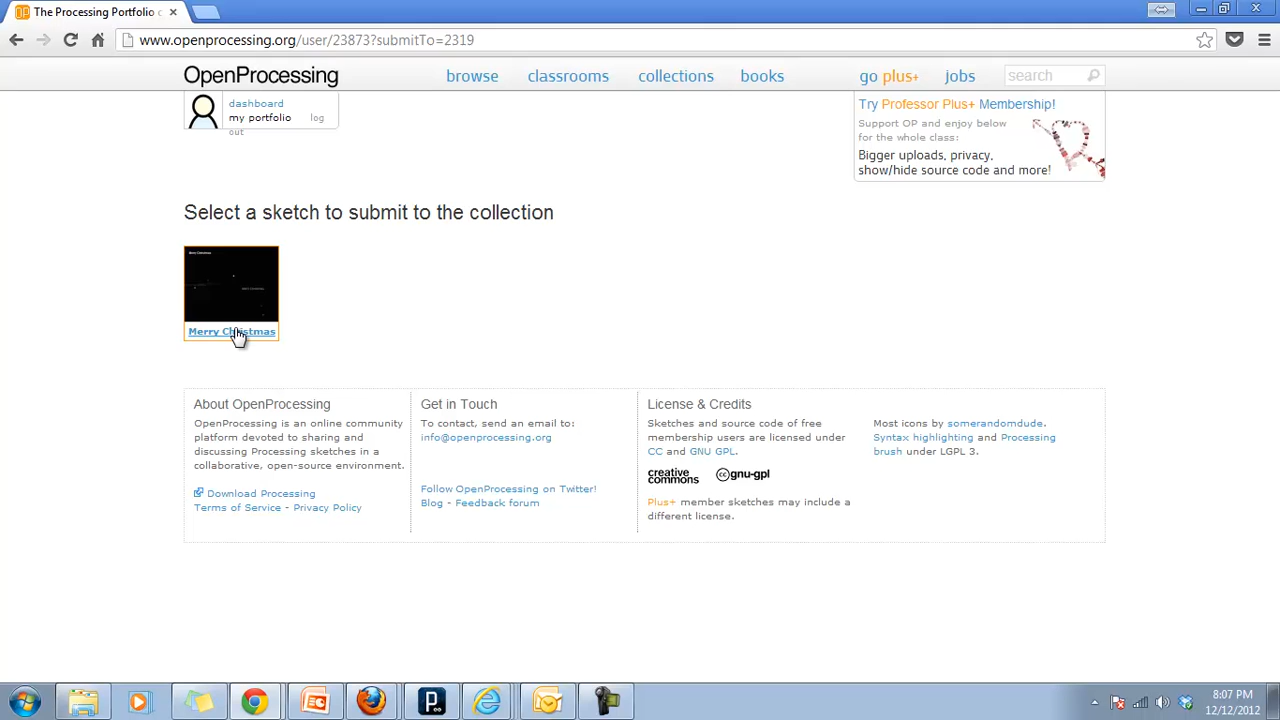 The Processing Portfolio c
www.openprocessing.org/user/23873?submitTo=2319
OpenProcessing
browse
classrooms
collections
books
go plus+
jobs
search
dashboard
my portfolio
log out
Try Professor Plus+ Membership!
Support OP and enjoy below
for the whole class:
Bigger uploads, privacy,
show/hide source code and more!
Select a sketch to submit to the collection
Merry Christmas
About OpenProcessing
OpenProcessing is an online community
platform devoted to sharing and
discussing Processing sketches in a
collaborative, open-source environment.
Download Processing
Terms of Service - Privacy Policy
Get in Touch
To contact, send an email to:
info@openprocessing.org
Follow OpenProcessing on Twitter!
Blog - Feedback forum
License & Credits
Sketches and source code of free
membership users are licensed under
CC and GNU GPL.
creative commons
cc gnu-gpl
Plus+ member sketches may include a
different license.
Most icons by somerandomdude.
Syntax highlighting and Processing
brush under LGPL 3.
8:07 PM
12/12/2012